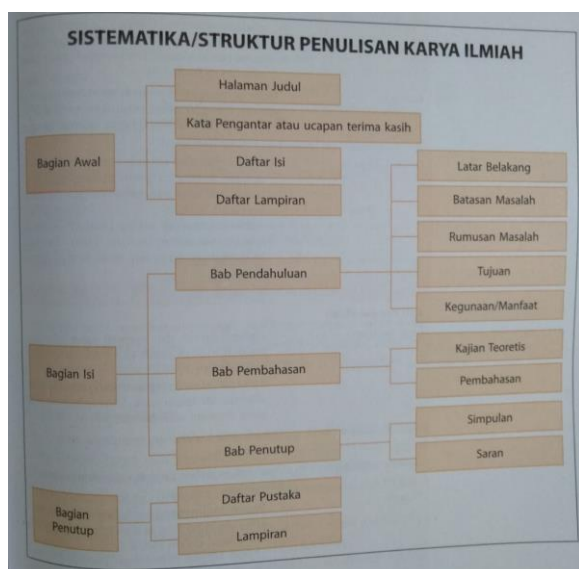 SISTEMATIKA/STRUKTUR PENULISAN KARYA ILMIAH
Bagian Awal
Halaman Judul
Kata Pengantar atau ucapan terima kasih
Daftar Isi
Daftar Lampiran
Bagian Isi
Bab Pendahuluan
Latar Belakang
Batasan Masalah
Rumusan Masalah
Tujuan
Kegunaan/Manfaat
Bab Pembahasan
Kajian Teoretis
Pembahasan
Bab Penutup
Simpulan
Saran
Bagian
Penutup
Daftar Pustaka
Lampiran